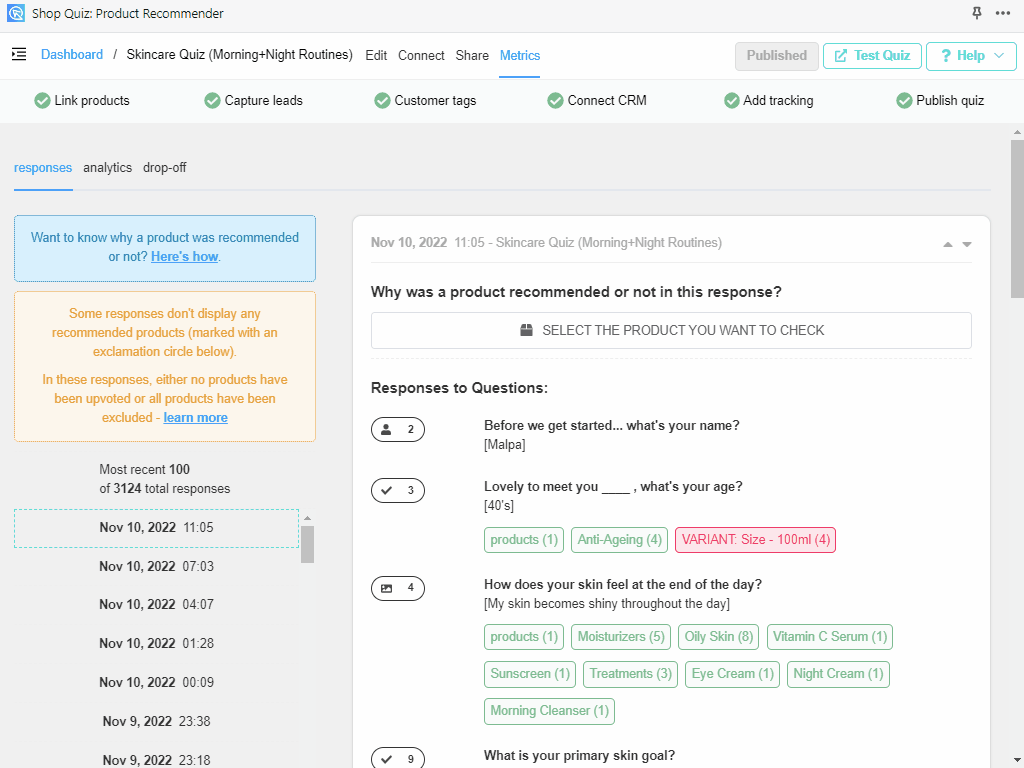 Shop Quiz: Product Recommender
Dashboard / Skincare Quiz (Morning+Night Routines) Edit Connect Share Metrics Published Test Quiz ? Help
Link products Capture leads Customer tags Connect CRM Add tracking Publish quiz
responses analytics drop-off
Want to know why a product was recommended
or not? Here's how.
Some responses don't display any
recommended products (marked with an
exclamation circle below).
In these responses, either no products have
been upvoted or all products have been
excluded - learn more
Most recent 100
of 3124 total responses
Nov 10, 2022 11:05
Nov 10, 2022 07:03
Nov 10, 2022 04:07
Nov 10, 2022 01:28
Nov 10, 2022 00:09
Nov 9, 2022 23:38
Nov 9, 2022 23:18
Nov 10, 2022 11:05 - Skincare Quiz (Morning+Night Routines)
Why was a product recommended or not in this response?
SELECT THE PRODUCT YOU WANT TO CHECK
Responses to Questions:
2 Before we get started... what's your name?
[Malpa]
3 Lovely to meet you ____ , what's your age?
[40's]
products (1) Anti-Ageing (4) VARIANT: Size - 100ml (4)
4 How does your skin feel at the end of the day?
[My skin becomes shiny throughout the day]
products (1) Moisturizers (5) Oily Skin (8) Vitamin C Serum (1)
Sunscreen (1) Treatments (3) Eye Cream (1) Night Cream (1)
Morning Cleanser (1)
9 What is your primary skin goal?